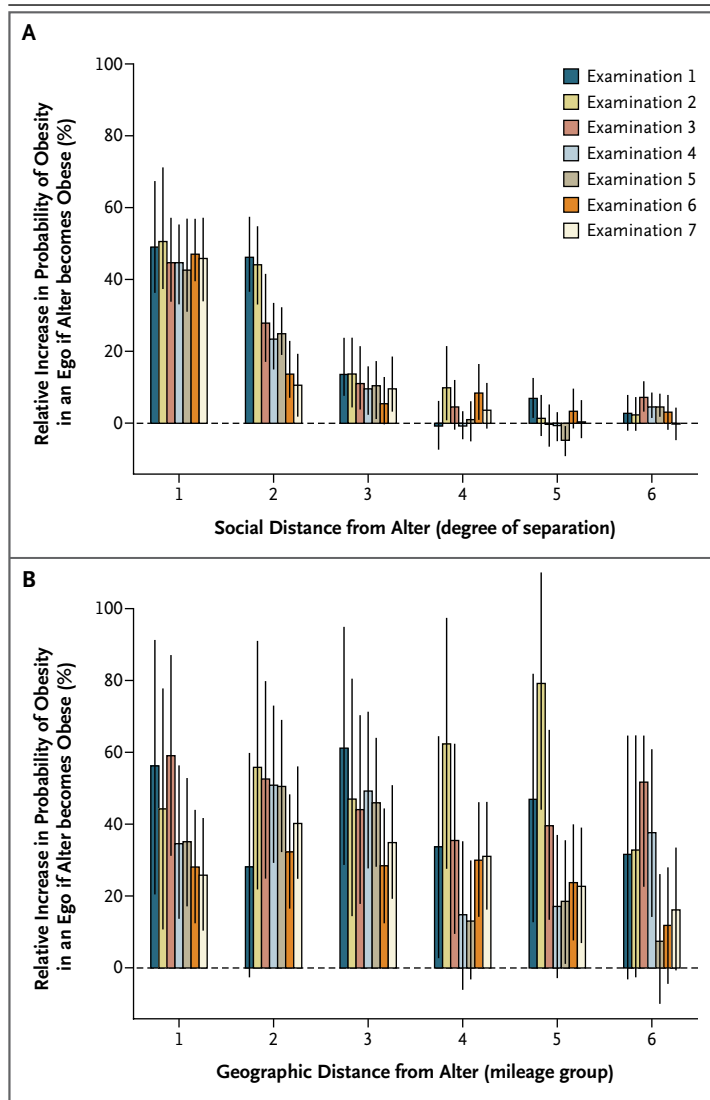 A
Relative Increase in Probability of Obesity
in an Ego if Alter becomes Obese (%)
100
80
60
40
20
0
Examination 1
Examination 2
Examination 3
Examination 4
Examination 5
Examination 6
Examination 7
1 2 3 4 5 6
Social Distance from Alter (degree of separation)
B
Relative Increase in Probability of Obesity
in an Ego if Alter becomes Obese (%)
100
80
60
40
20
0
1 2 3 4 5 6
Geographic Distance from Alter (mileage group)